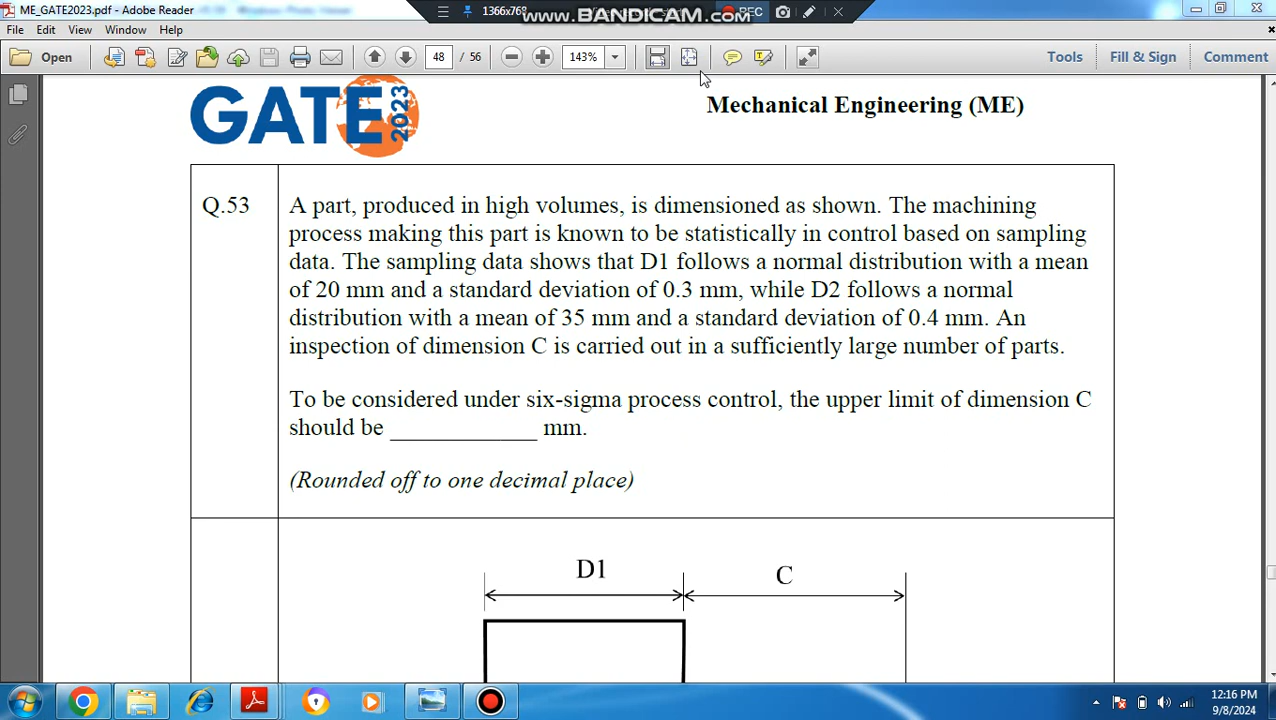 ME_GATE2023.pdf - Adobe Reader
1366x768
www.BANDICAM.com
REC
File Edit View Window Help
Open
48 / 56
143%
Tools
Fill & Sign
Comment
GATE 2023
Mechanical Engineering (ME)
Q.53
A part, produced in high volumes, is dimensioned as shown. The machining
process making this part is known to be statistically in control based on sampling
data. The sampling data shows that D1 follows a normal distribution with a mean
of 20 mm and a standard deviation of 0.3 mm, while D2 follows a normal
distribution with a mean of 35 mm and a standard deviation of 0.4 mm. An
inspection of dimension C is carried out in a sufficiently large number of parts.
To be considered under six-sigma process control, the upper limit of dimension C
should be _____________ mm.
(Rounded off to one decimal place)
D1
C
12:16 PM
9/8/2024